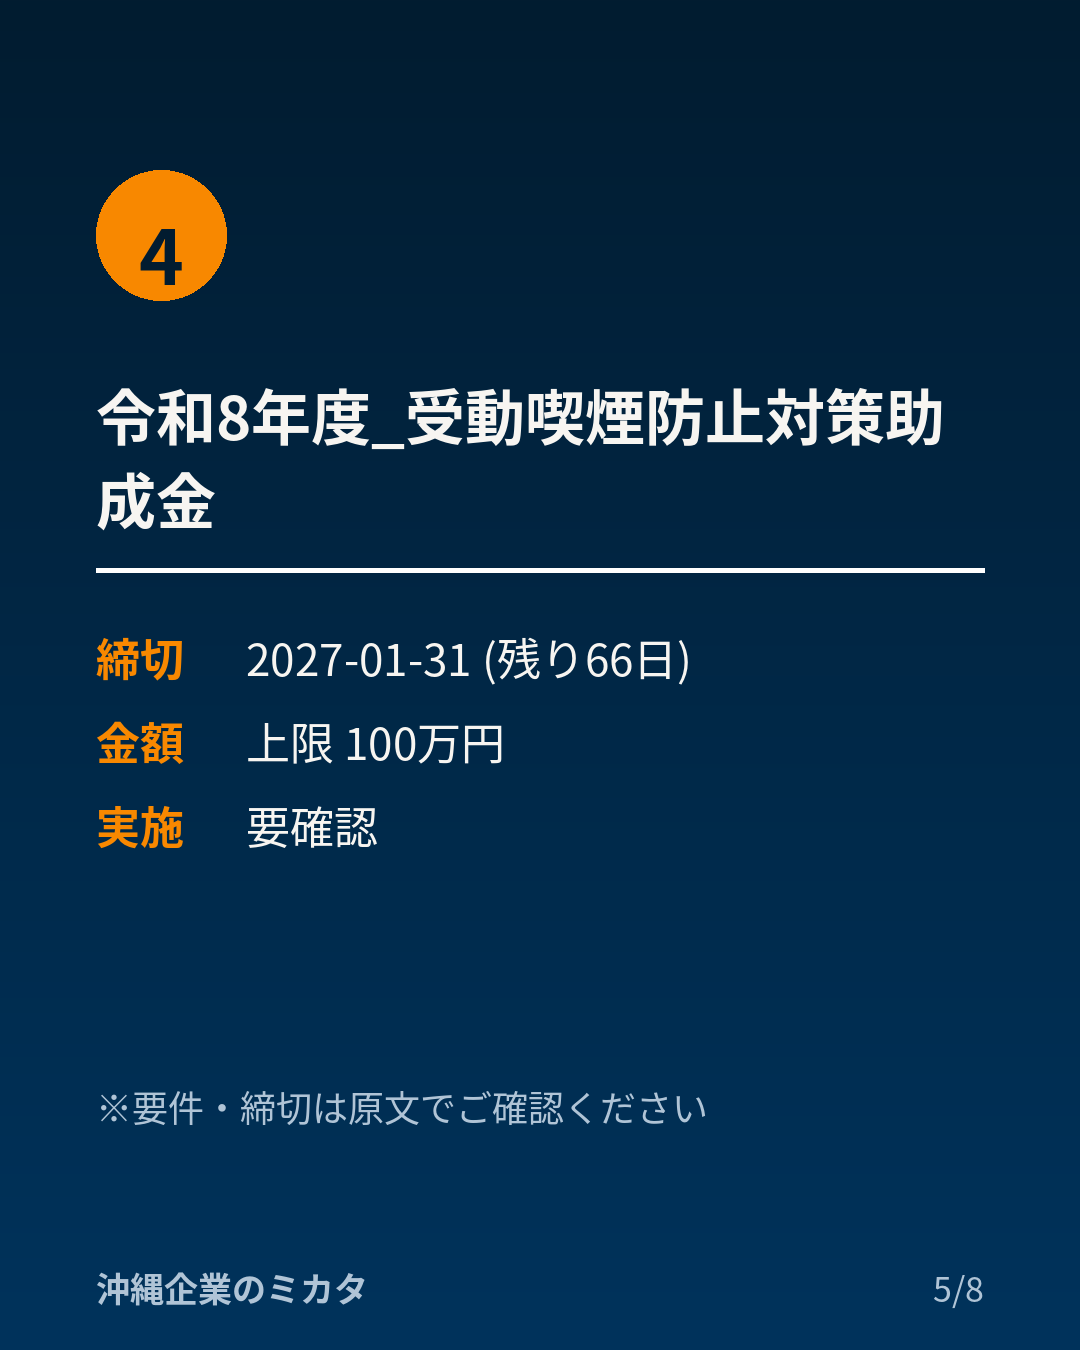 4
令和8年度_受動喫煙防止対策助
成金
締切 2027-01-31 (残り66日)
金額 上限 100万円
実施 要確認
※要件・締切は原文でご確認ください
沖縄企業のミカタ 5/8